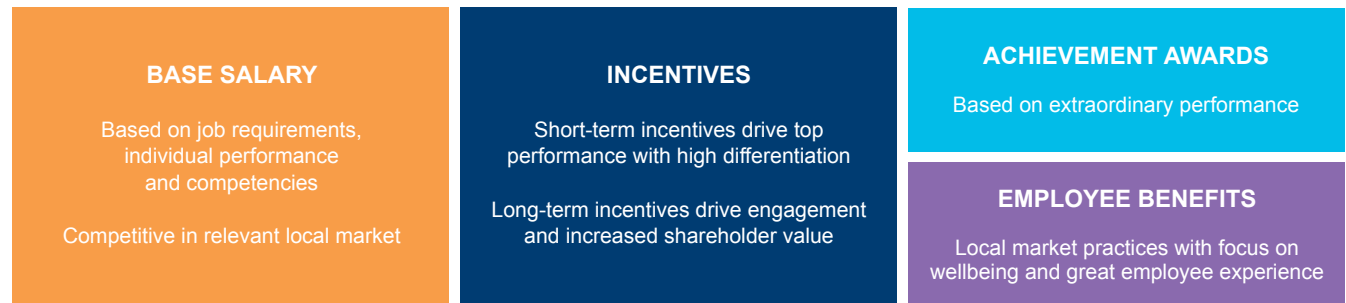 BASE SALARY
Based on job requirements,
individual performance
and competencies
Competitive in relevant local market
INCENTIVES
Short-term incentives drive top
performance with high differentiation
Long-term incentives drive engagement
and increased shareholder value
ACHIEVEMENT AWARDS
Based on extraordinary performance
EMPLOYEE BENEFITS
Local market practices with focus on
wellbeing and great employee experience